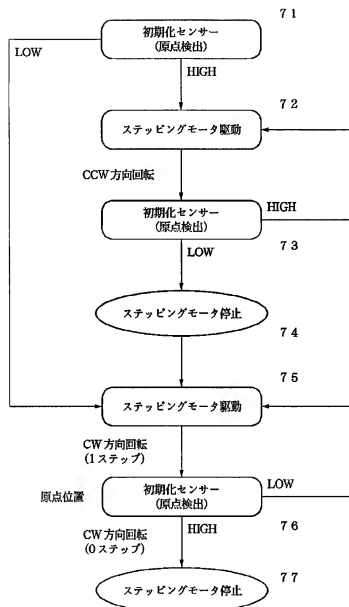 71
初期化センサー
(原点検出)
LOW
HIGH
72
ステッピングモータ駆動
CCW方向回転
初期化センサー
(原点検出)
HIGH
73
LOW
ステッピングモータ停止
74
75
ステッピングモータ駆動
CW方向回転
(1ステップ)
原点位置
初期化センサー
(原点検出)
LOW
76
CW方向回転
(0ステップ)
HIGH
77
ステッピングモータ停止